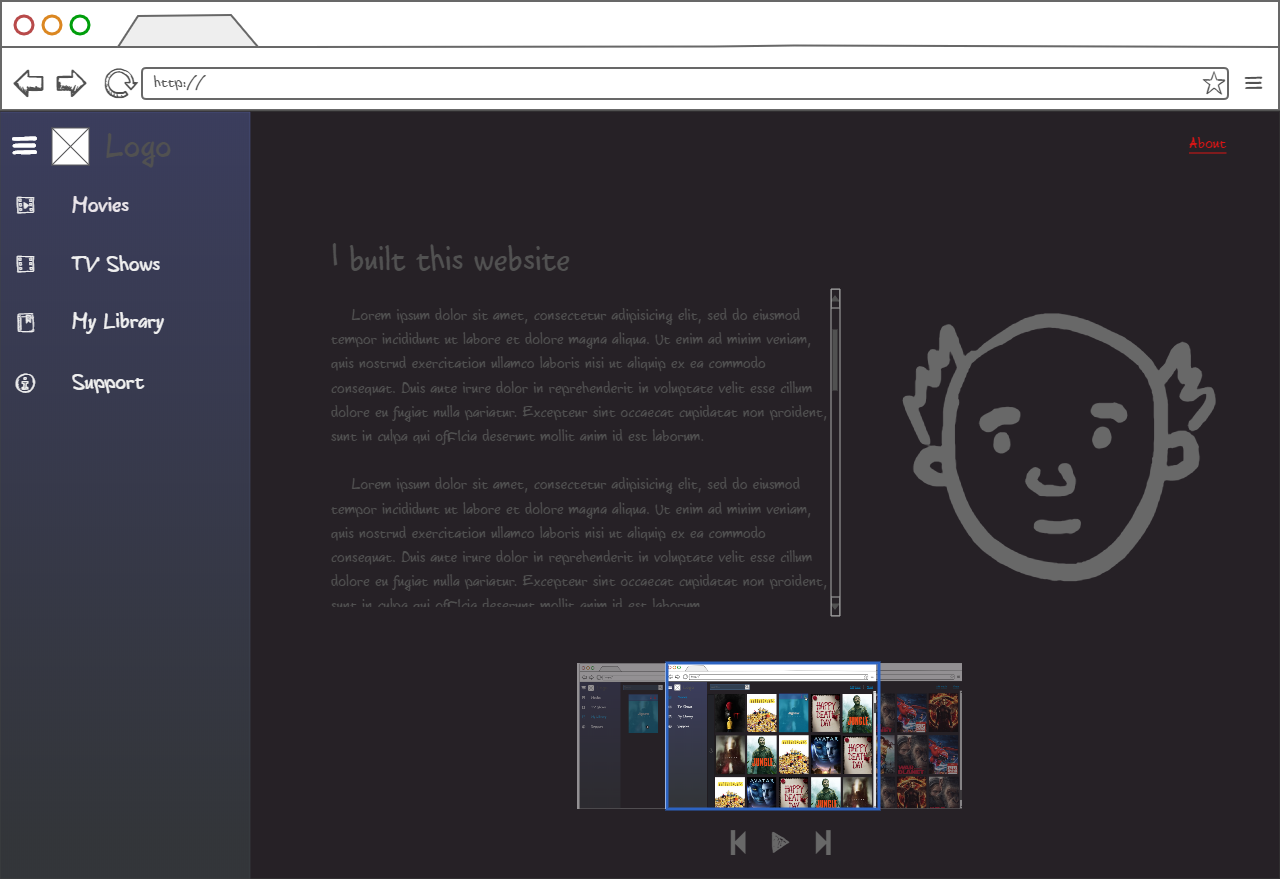 http://
Logo
About
Movies
TV Shows
My Library
Support
I built this website
Lorem ipsum dolor sit amet, consectetur adipisicing elit, sed do eiusmod
tempor incididunt ut labore et dolore magna aliqua. Ut enim ad minim veniam,
quis nostrud exercitation ullamco laboris nisi ut aliquip ex ea commodo
consequat. Duis aute irure dolor in reprehenderit in voluptate velit esse cillum
dolore eu fugiat nulla pariatur. Excepteur sint occaecat cupidatat non proident,
sunt in culpa qui officia deserunt mollit anim id est laborum.
Lorem ipsum dolor sit amet, consectetur adipisicing elit, sed do eiusmod
tempor incididunt ut labore et dolore magna aliqua. Ut enim ad minim veniam,
quis nostrud exercitation ullamco laboris nisi ut aliquip ex ea commodo
consequat. Duis aute irure dolor in reprehenderit in voluptate velit esse cillum
dolore eu fugiat nulla pariatur. Excepteur sint occaecat cupidatat non proident,
sunt in culpa qui officia deserunt mollit anim id est laborum.
TV Shows
My Library
Support
HAPPY
DEATH
DAY
JUNGLE
JUNGLE
AVATAR
HAPPY
DEATH
DAY
AVATAR
HAPPY
DEATH
DAY
JUNGLE